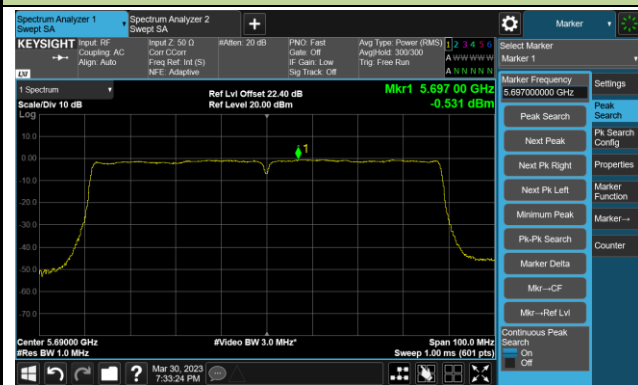 Spectrum Analyzer 1
Swept SA
Spectrum Analyzer 2
Swept SA
+
Marker
KEYSIGHT
Input: RF
Coupling: AC
Align: Auto
Input Z: 50 Ω
Corr CCorr
Freq Ref: Int (S)
NFE: Adaptive
#Atten: 20 dB
PNO: Fast
Gate: Off
IF Gain: Low
Sig Track: Off
Avg Type: Power (RMS)
Avg|Hold: 300/300
Trig: Free Run
1 2 3 4 5 6
A W W W W W
A N N N N N
LXI
Select Marker
Marker 1
1 Spectrum
Scale/Div 10 dB
Log
Ref Lvl Offset 22.40 dB
Ref Level 20.00 dBm
Mkr1 5.697 00 GHz
-0.531 dBm
10.0
0.00
-10.0
-20.0
-30.0
-40.0
-50.0
-60.0
-70.0
1
Center 5.69000 GHz
#Res BW 1.0 MHz
#Video BW 3.0 MHz*
Span 100.0 MHz
Sweep 1.00 ms (601 pts)
Marker Frequency
5.697000000 GHz
Peak Search
Next Peak
Next Pk Right
Next Pk Left
Minimum Peak
Pk-Pk Search
Marker Delta
Mkr→CF
Mkr→Ref Lvl
Continuous Peak
Search
On
Off
Settings
Peak
Search
Pk Search
Config
Properties
Marker
Function
Marker→
Counter
?
Mar 30, 2023
7:33:24 PM